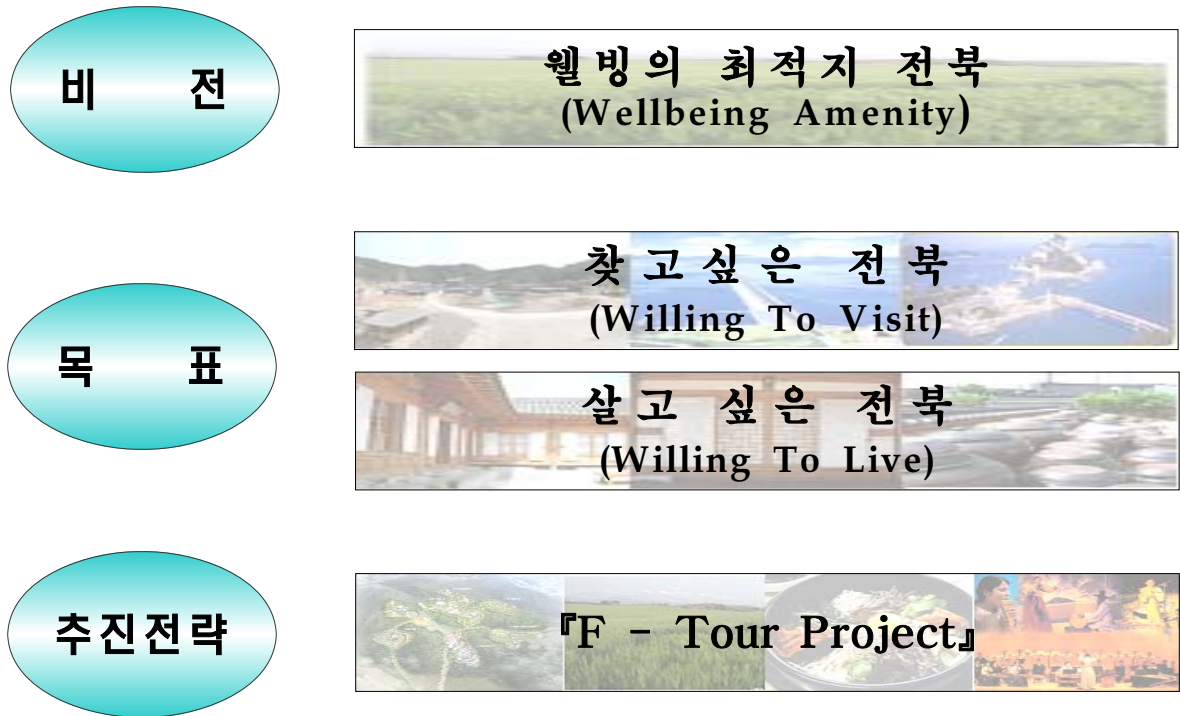 비 전
웰빙의 최적지 전북
(Wellbeing Amenity)
목 표
찾고싶은 전북
(Willing To Visit)
살고 싶은 전북
(Willing To Live)
추진전략
『F - Tour Project』